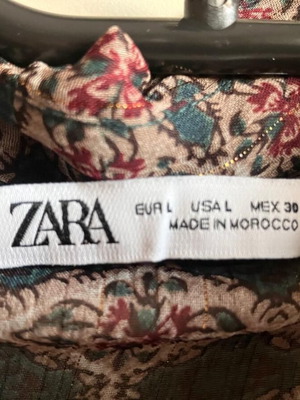 ZARA
EUR L USA L MEX 30
MADE IN MOROCCO